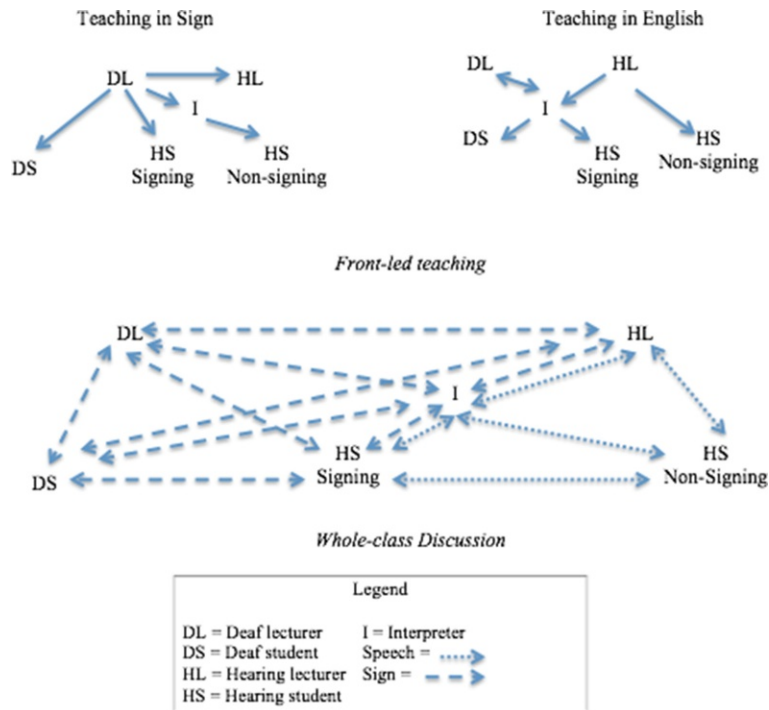 Teaching in Sign
Teaching in English
DL
HL
I
DS
HS
Signing
HS
Non-signing
DL
HL
I
DS
HS
Signing
HS
Non-signing
Front-led teaching
DL
HL
I
DS
HS
Signing
HS
Non-Signing
Whole-class Discussion
Legend
DL = Deaf lecturer
I = Interpreter
DS = Deaf student
Speech =
HL = Hearing lecturer
Sign =
HS = Hearing student